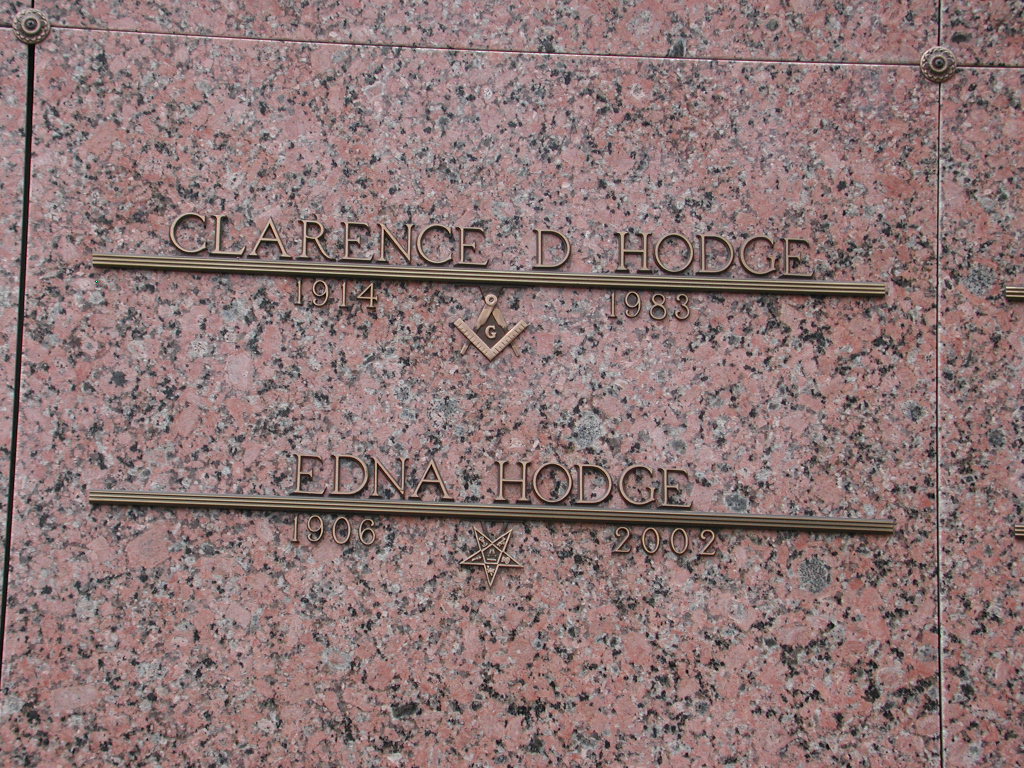 CLARENCE D HODGE
1914 1983
G
EDNA HODGE
1906 2002